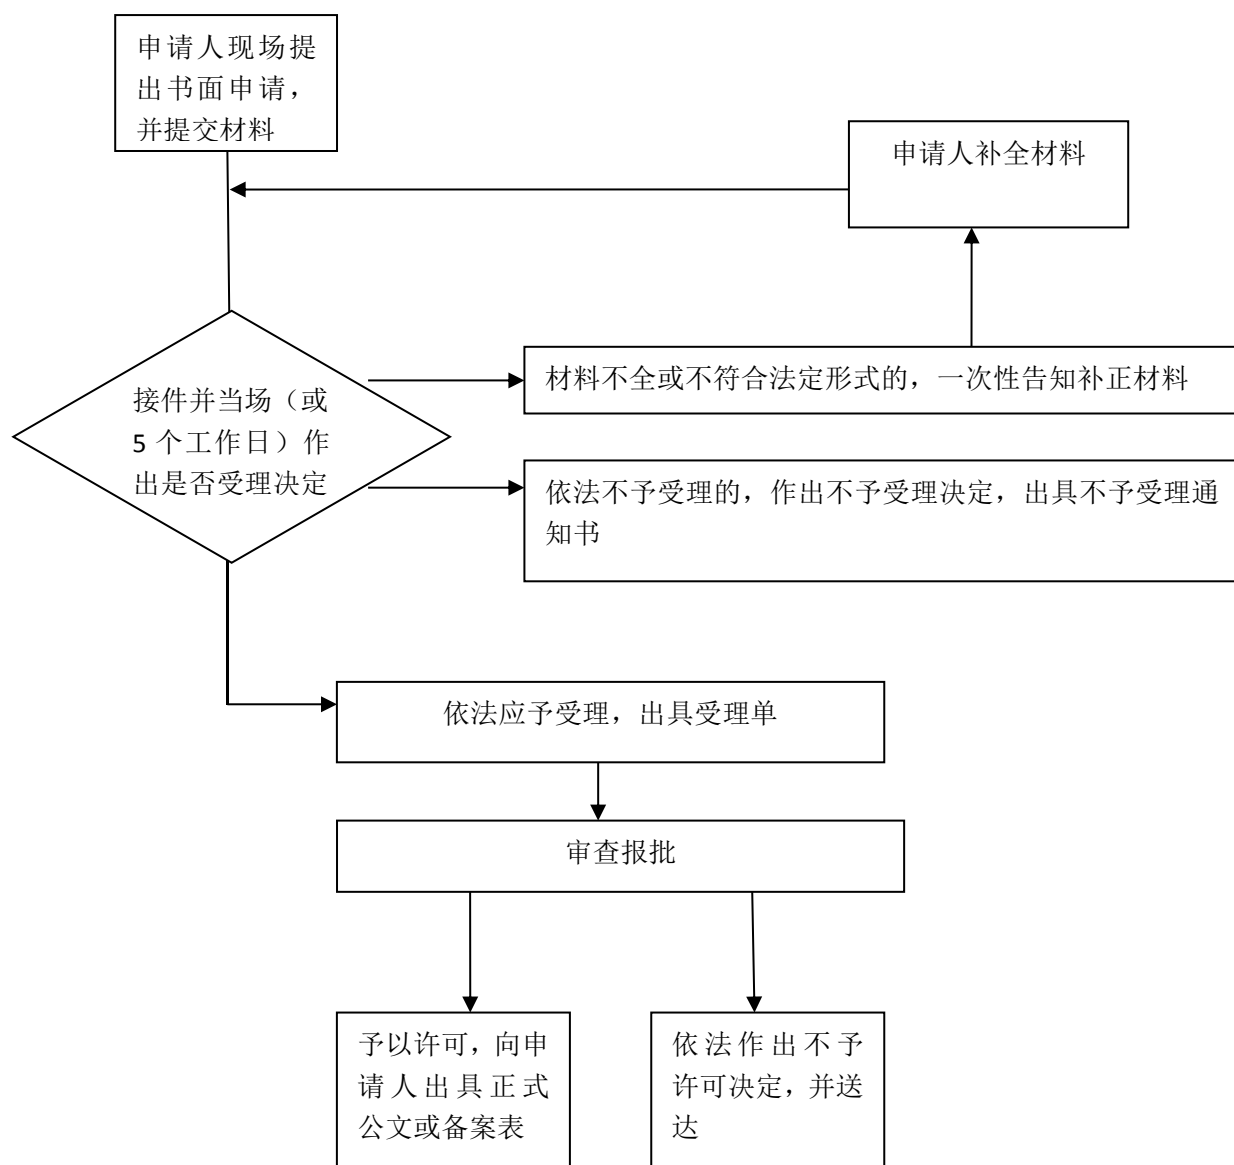 申请人现场提
出书面申请，
并提交材料
申请人补全材料
材料不全或不符合法定形式的，一次性告知补正材料
接件并当场（或
5 个工作日）作
出是否受理决定
依法不予受理的，作出不予受理决定，出具不予受理通
知书
依法应予受理，出具受理单
审查报批
予以许可，向申
请人出具正式
公文或备案表
依法作出不予
许可决定，并送
达